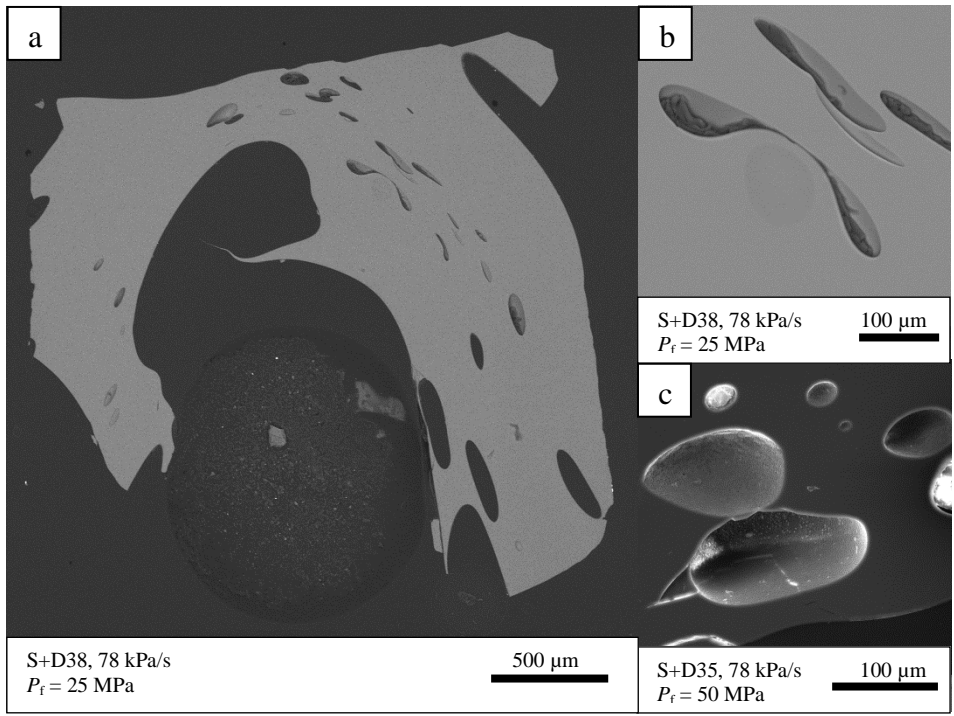 a
S+D38, 78 kPa/s
500 µm
Pf = 25 MPa
b
S+D38, 78 kPa/s
100 µm
Pf = 25 MPa
c
S+D35, 78 kPa/s
100 µm
Pf = 50 MPa